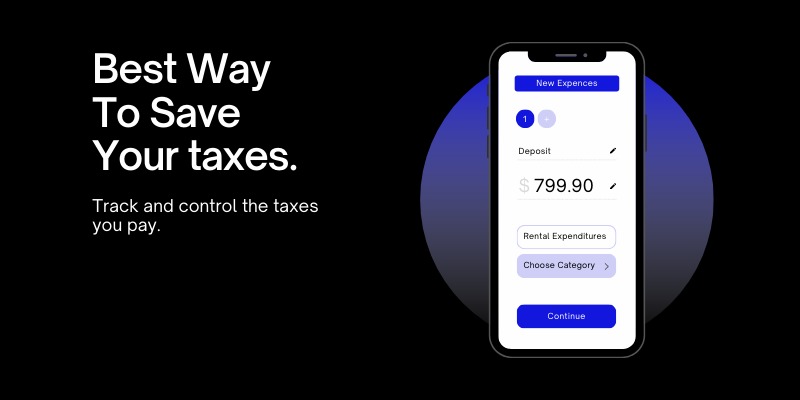 Best Way
To Save
Your taxes.
Track and control the taxes
you pay.
New Expences
1 +
Deposit
$ 799.90
Rental Expenditures
Choose Category
Continue